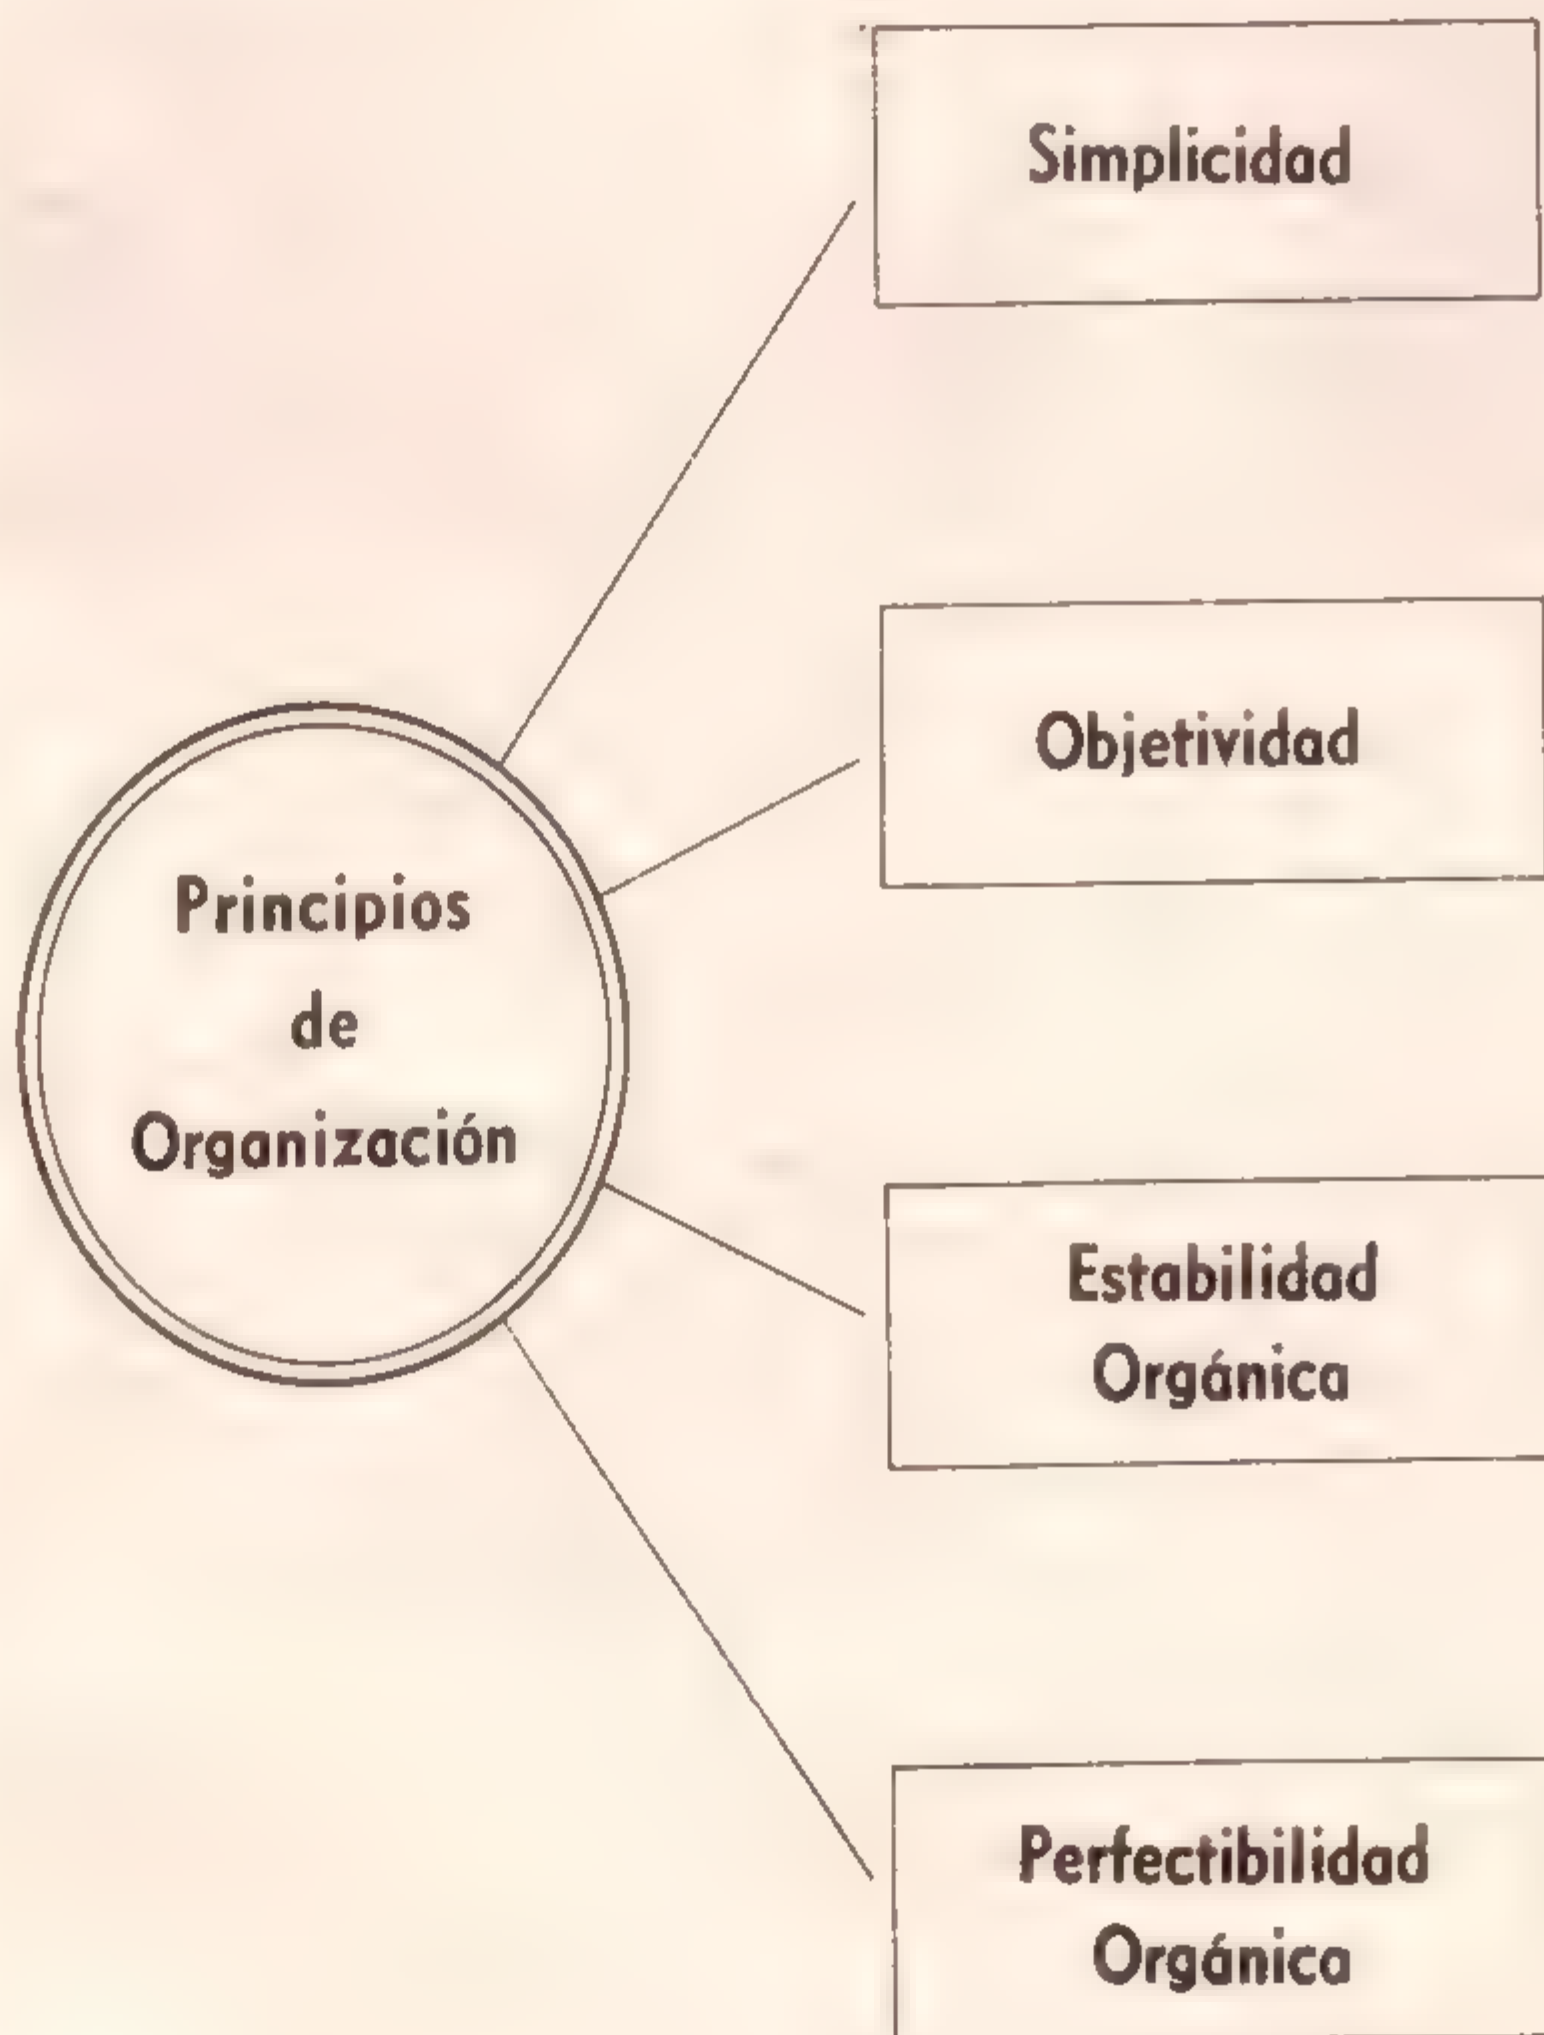 Simplicidad
Objetividad
Principios
de
Organización
Estabilidad
Orgánica
Perfectibilidad
Orgánica